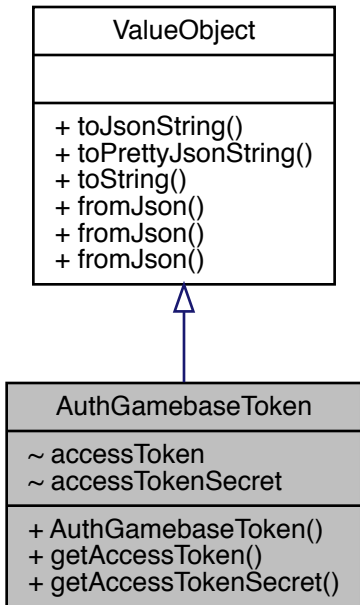 ValueObject
+ toJsonString()
+ toPrettyJsonString()
+ toString()
+ fromJson()
+ fromJson()
+ fromJson()
AuthGamebaseToken
~ accessToken
~ accessTokenSecret
+ AuthGamebaseToken()
+ getAccessToken()
+ getAccessTokenSecret()